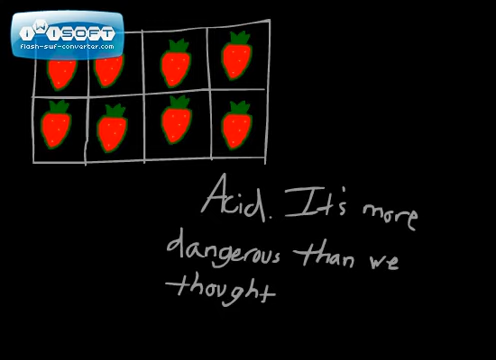 iWiSOFT
flash-swf-converter.com
Acid. It's more
dangerous than we
thought